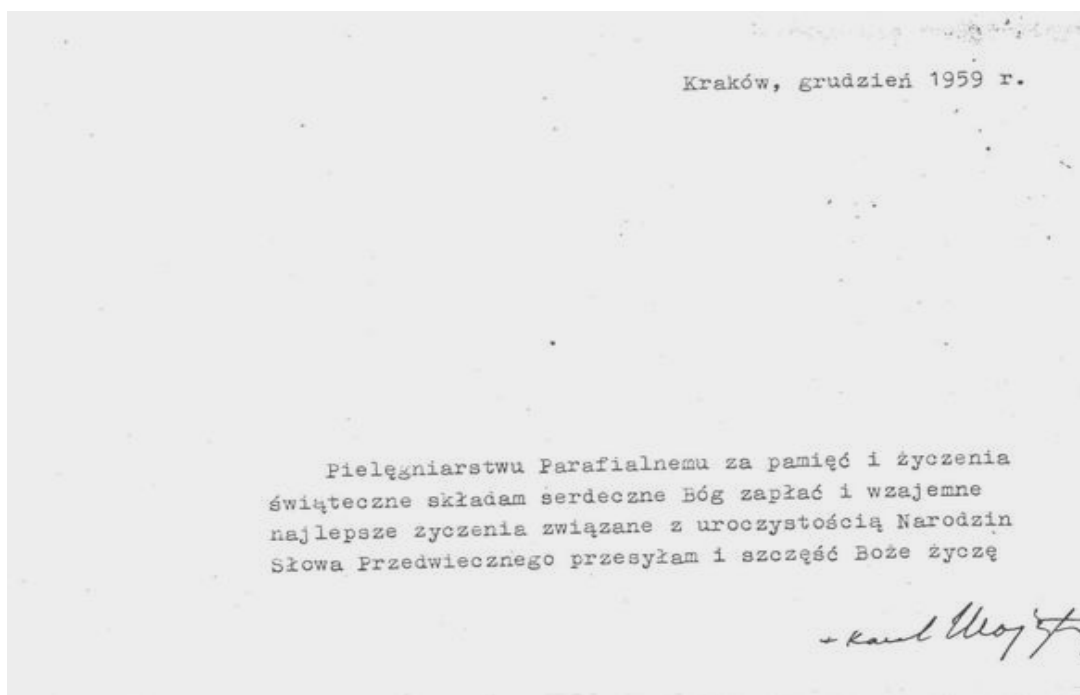 Kraków, grudzień 1959 r.
Pielęgniarstwu Parafialnemu za pamięć i życzenia
świąteczne składam serdeczne Bóg zapłać i wzajemne
najlepsze zyczenia związane z uroczystością Narodzin
Słowa Przedwiecznego przesyłam i szczęść Boże życzę
+ Karol